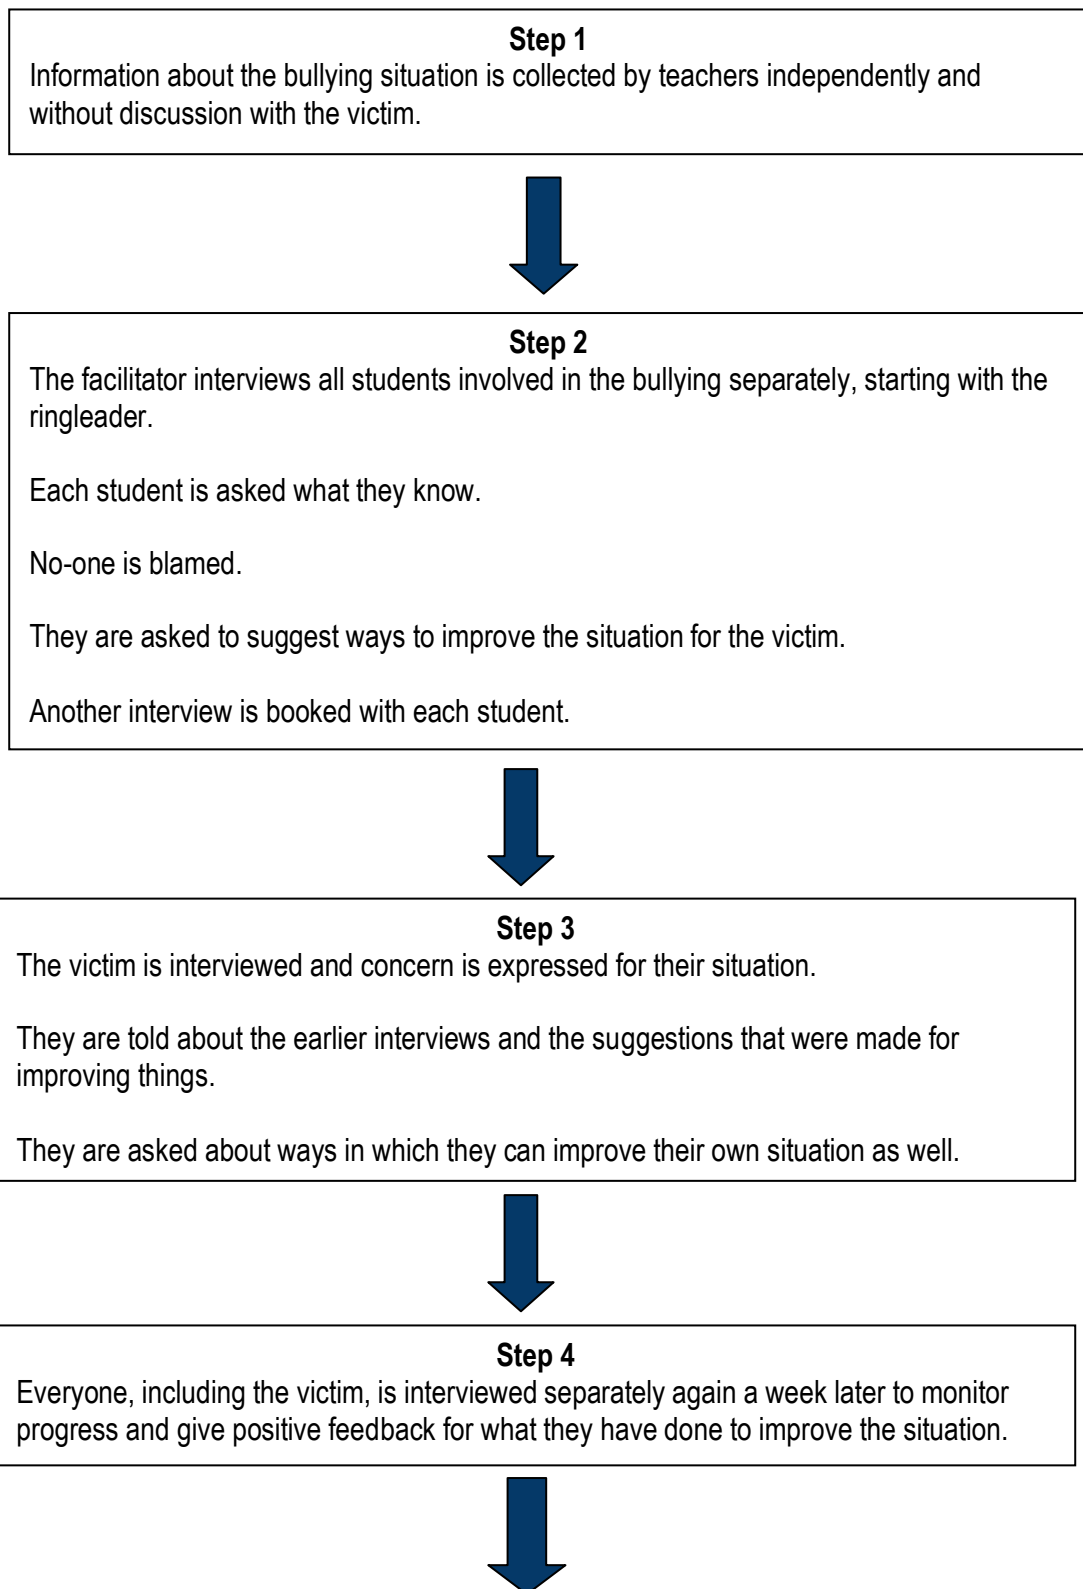 Step 1
Information about the bullying situation is collected by teachers independently and
without discussion with the victim.
Step 2
The facilitator interviews all students involved in the bullying separately, starting with the
ringleader.
Each student is asked what they know.
No-one is blamed.
They are asked to suggest ways to improve the situation for the victim.
Another interview is booked with each student.
Step 3
The victim is interviewed and concern is expressed for their situation.
They are told about the earlier interviews and the suggestions that were made for
improving things.
They are asked about ways in which they can improve their own situation as well.
Step 4
Everyone, including the victim, is interviewed separately again a week later to monitor
progress and give positive feedback for what they have done to improve the situation.